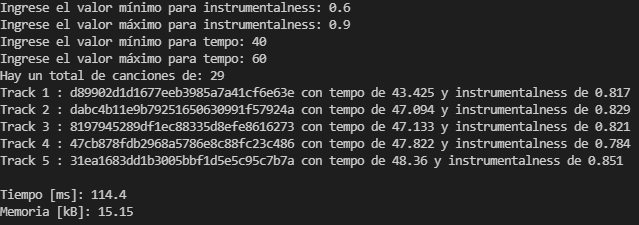 Ingrese el valor mínimo para instrumentalness: 0.6
Ingrese el valor máximo para instrumentalness: 0.9
Ingrese el valor mínimo para tempo: 40
Ingrese el valor máximo para tempo: 60
Hay un total de canciones de: 29
Track 1 : d89902d1d1677eeb3985a7a41cf6e63e con tempo de 43.425 y instrumentalness de 0.817
Track 2 : dabc4b11e9b79251650630991f57924a con tempo de 47.094 y instrumentalness de 0.829
Track 3 : 8197945289df1ec88335d8efe8616273 con tempo de 47.133 y instrumentalness de 0.821
Track 4 : 47cb878fdb2968a5786e8c88fc23c486 con tempo de 47.822 y instrumentalness de 0.784
Track 5 : 31ea1683dd1b3005bbf1d5e5c95c7b7a con tempo de 48.36 y instrumentalness de 0.851
Tiempo [ms]: 114.4
Memoria [kB]: 15.15